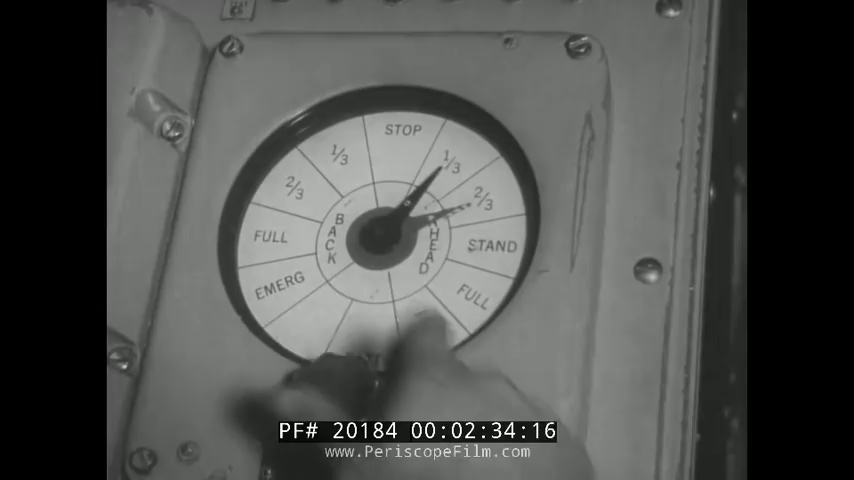 STOP
1/3
1/3
2/3
2/3
BACK
AHEAD
FULL
STAND
EMERG
FULL
PF# 20184 00:02:34:16
www.PeriscopeFilm.com